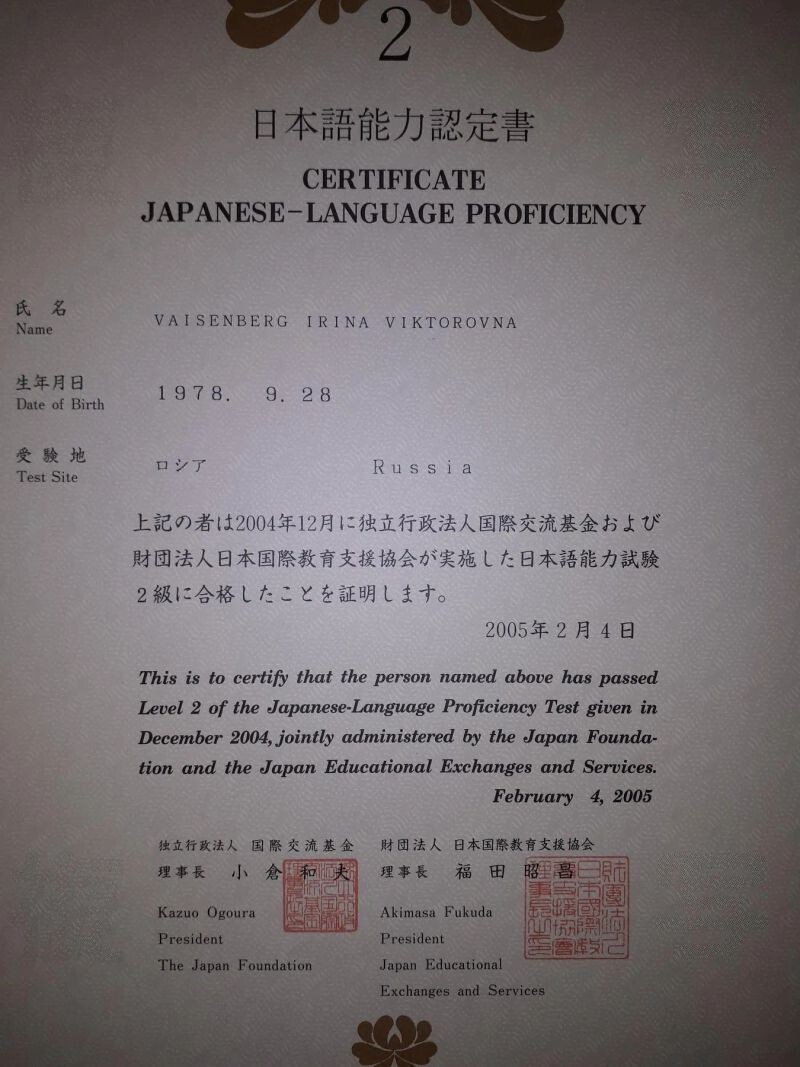 2
日本語能力認定書
CERTIFICATE
JAPANESE-LANGUAGE PROFICIENCY
氏 名
Name
VAISENBERG IRINA VIKTOROVNA
生年月日
Date of Birth
1978. 9. 28
受験地
Test Site
ロシア Russia
上記の者は2004年12月に独立行政法人国際交流基金および
財団法人日本国際教育支援協会が実施した日本語能力試験
2級に合格したことを証明します。
2005年2月4日
This is to certify that the person named above has passed
Level 2 of the Japanese-Language Proficiency Test given in
December 2004, jointly administered by the Japan Founda-
tion and the Japan Educational Exchanges and Services.
February 4, 2005
独立行政法人 国際交流基金
理事長 小倉和夫
Kazuo Ogoura
President
The Japan Foundation
財団法人 日本国際教育支援協会
理事長 福田昭昌
Akimasa Fukuda
President
Japan Educational
Exchanges and Services